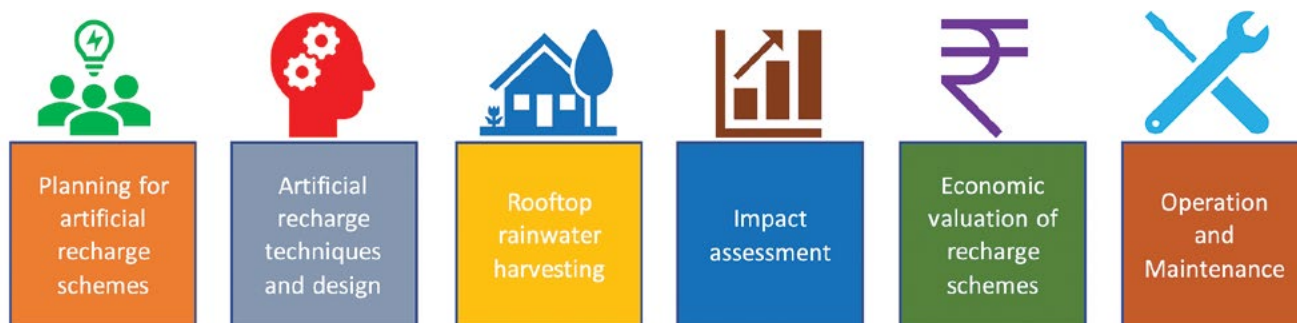 Planning for
artificial
recharge
schemes
Artificial
recharge
techniques
and design
Rooftop
rainwater
harvesting
Impact
assessment
Economic
valuation of
recharge
schemes
Operation
and
Maintenance